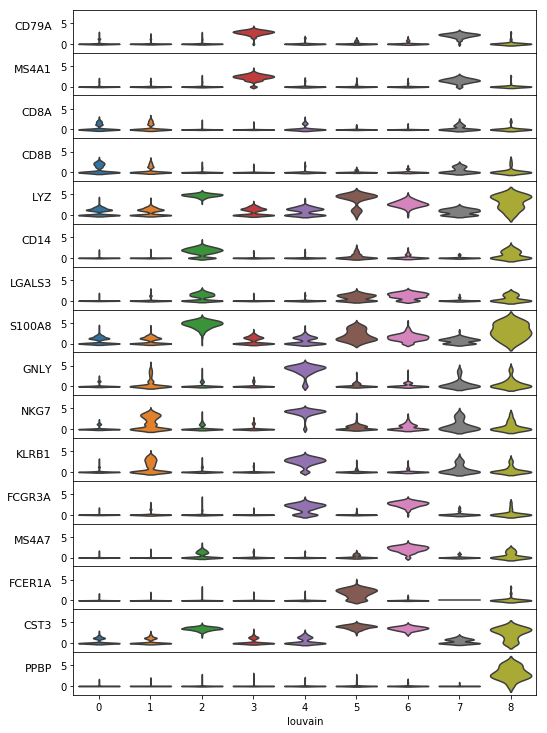 CD79A 5 0
MS4A1 5 0
CD8A 5 0
CD8B 5 0
LYZ 5 0
CD14 5 0
LGALS3 5 0
S100A8 5 0
GNLY 5 0
NKG7 5 0
KLRB1 5 0
FCGR3A 5 0
MS4A7 5 0
FCER1A 5 0
CST3 5 0
PPBP 5 0
0 1 2 3 4 5 6 7 8
louvain